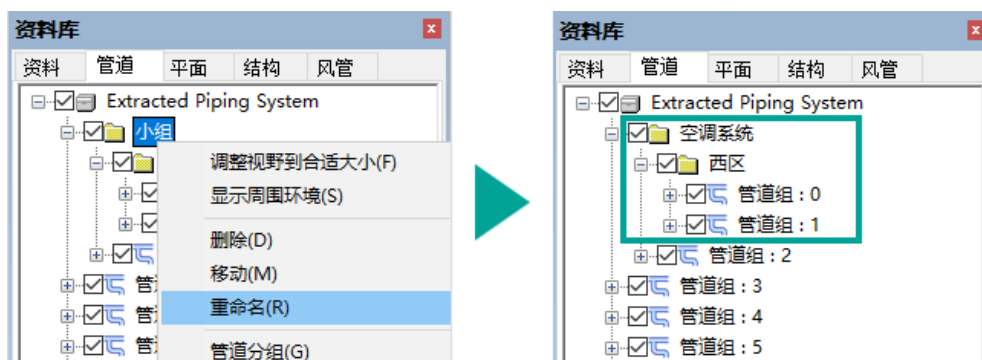 资料库
资料 管道 平面 结构 风管
Extracted Piping System
小组
调整视野到合适大小(F)
显示周围环境(S)
删除(D)
移动(M)
重命名(R)
管道分组(G)
资料库
资料 管道 平面 结构 风管
Extracted Piping System
空调系统
西区
管道组 : 0
管道组 : 1
管道组 : 2
管道组 : 3
管道组 : 4
管道组 : 5